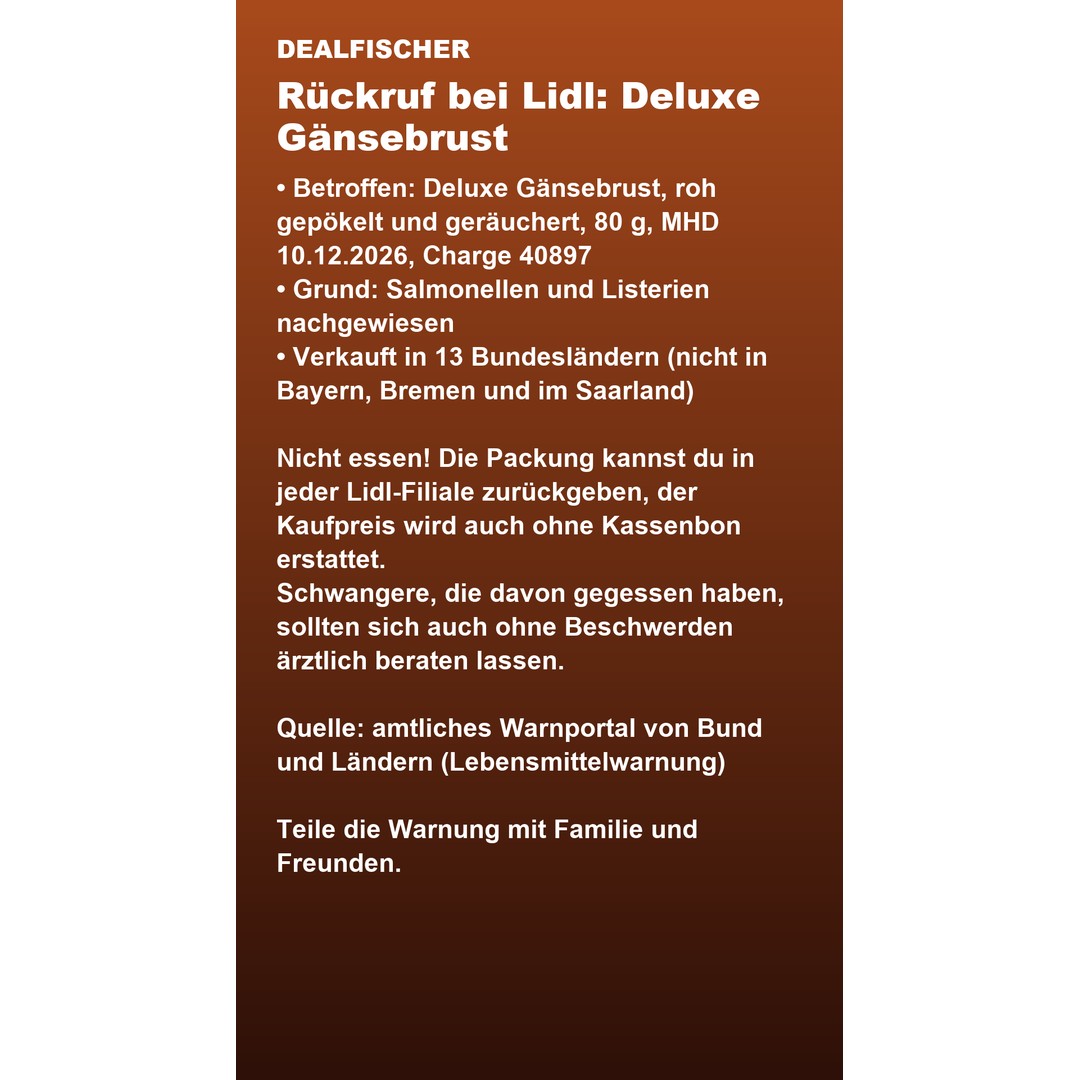 DEALFISCHER
Rückruf bei Lidl: Deluxe
Gänsebrust
• Betroffen: Deluxe Gänsebrust, roh
gepökelt und geräuchert, 80 g, MHD
10.12.2026, Charge 40897
• Grund: Salmonellen und Listerien
nachgewiesen
• Verkauft in 13 Bundesländern (nicht in
Bayern, Bremen und im Saarland)
Nicht essen! Die Packung kannst du in
jeder Lidl-Filiale zurückgeben, der
Kaufpreis wird auch ohne Kassenbon
erstattet.
Schwangere, die davon gegessen haben,
sollten sich auch ohne Beschwerden
ärztlich beraten lassen.
Quelle: amtliches Warnportal von Bund
und Ländern (Lebensmittelwarnung)
Teile die Warnung mit Familie und
Freunden.